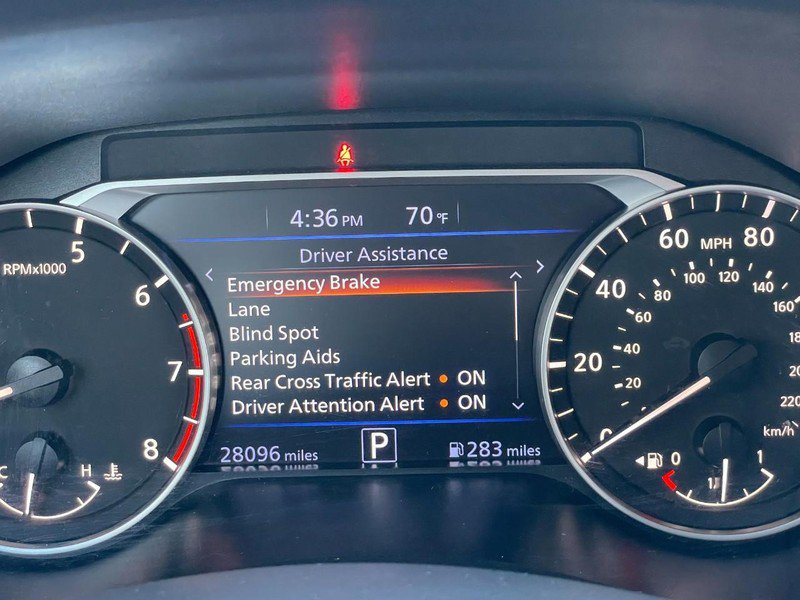 4:36 PM 70 °F
Driver Assistance
Emergency Brake
Lane
Blind Spot
Parking Aids
Rear Cross Traffic Alert ON
Driver Attention Alert ON
28096 miles P 283 miles
RPMx1000
5
6
7
8
C H
0
20
40
60 MPH 80
20
40
60
80
100
120
140
160
220
km/h
0 1